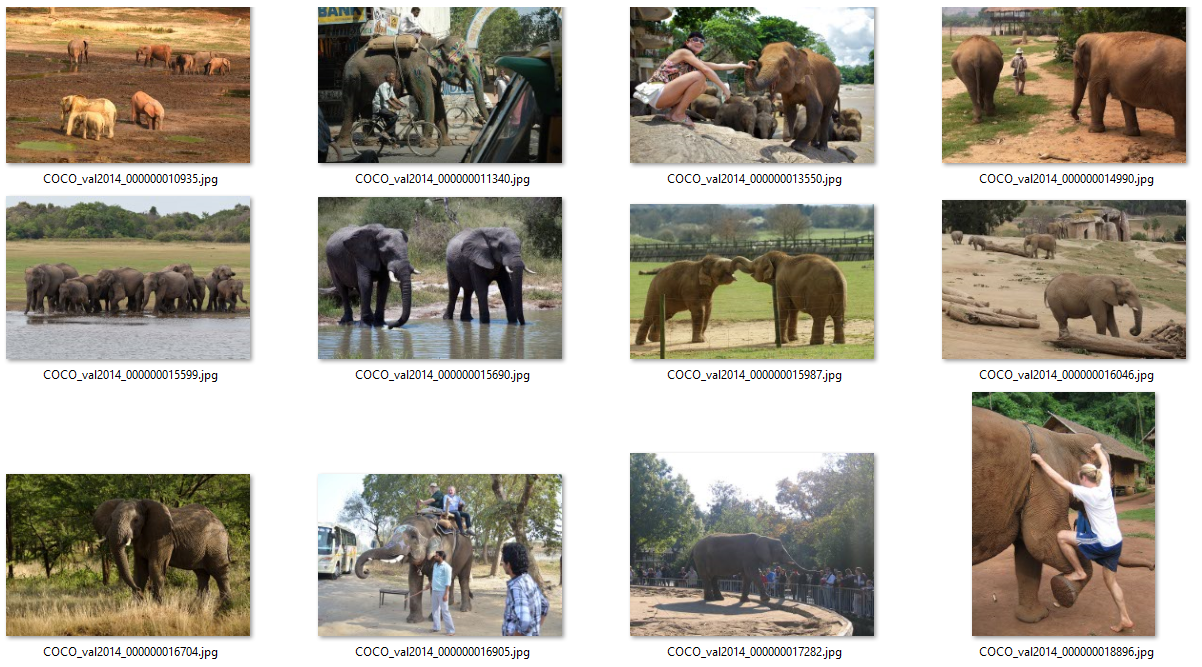 BANK
COCO_val2014_000000010935.jpg
COCO_val2014_000000011340.jpg
COCO_val2014_000000013550.jpg
COCO_val2014_000000014990.jpg
COCO_val2014_000000015599.jpg
COCO_val2014_000000015690.jpg
COCO_val2014_000000015987.jpg
COCO_val2014_000000016046.jpg
COCO_val2014_000000016704.jpg
COCO_val2014_000000016905.jpg
COCO_val2014_000000017282.jpg
COCO_val2014_000000018896.jpg